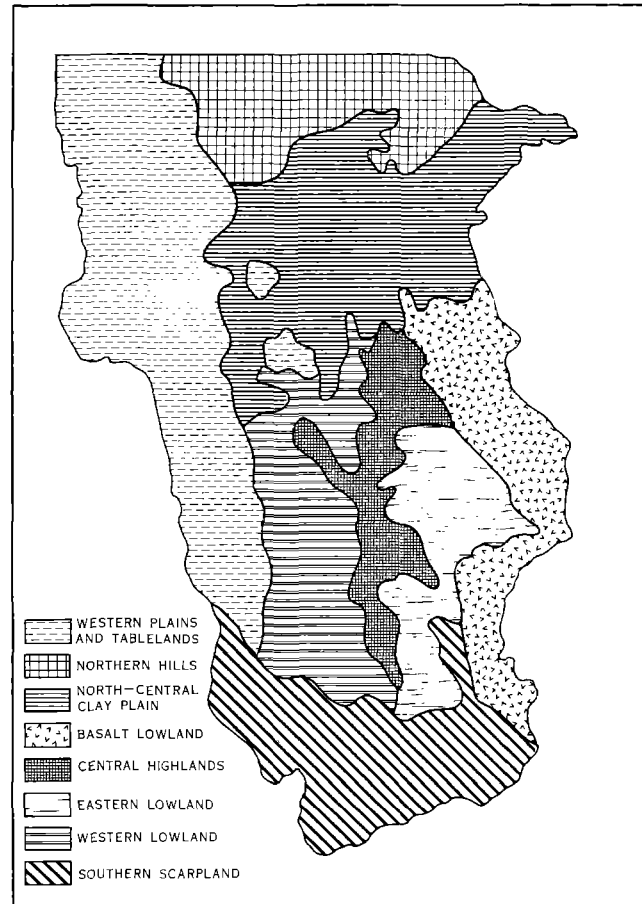 WESTERN PLAINS
AND TABLELANDS
NORTHERN HILLS
NORTH-CENTRAL
CLAY PLAIN
BASALT LOWLAND
CENTRAL HIGHLANDS
EASTERN LOWLAND
WESTERN LOWLAND
SOUTHERN SCARPLAND